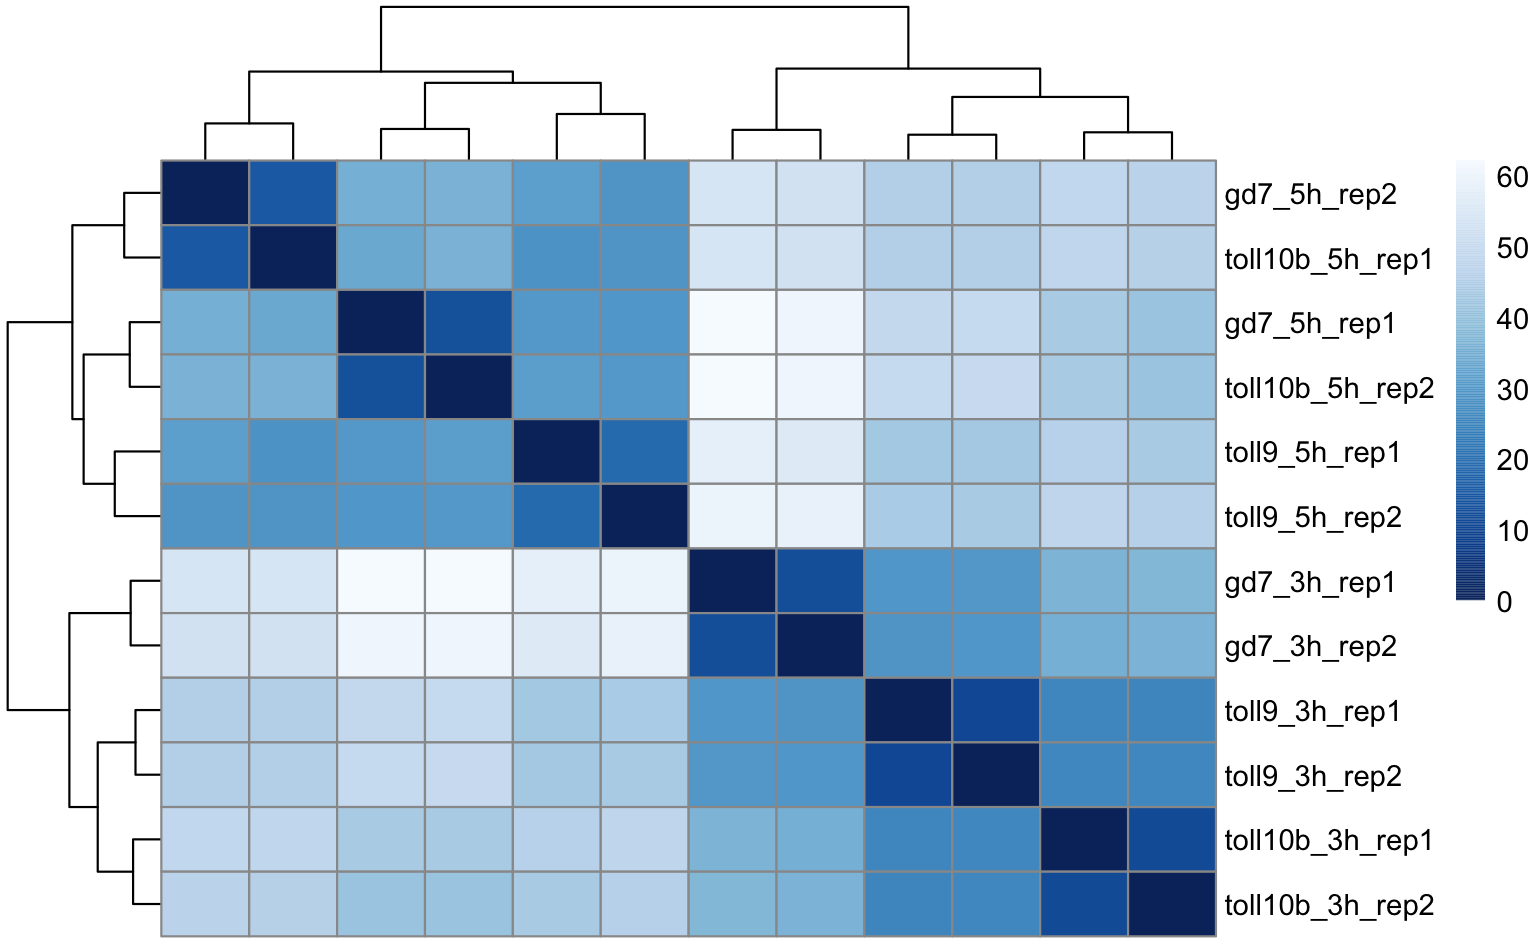 gd7_5h_rep2
toll10b_5h_rep1
gd7_5h_rep1
toll10b_5h_rep2
toll9_5h_rep1
toll9_5h_rep2
gd7_3h_rep1
gd7_3h_rep2
toll9_3h_rep1
toll9_3h_rep2
toll10b_3h_rep1
toll10b_3h_rep2
60
50
40
30
20
10
0